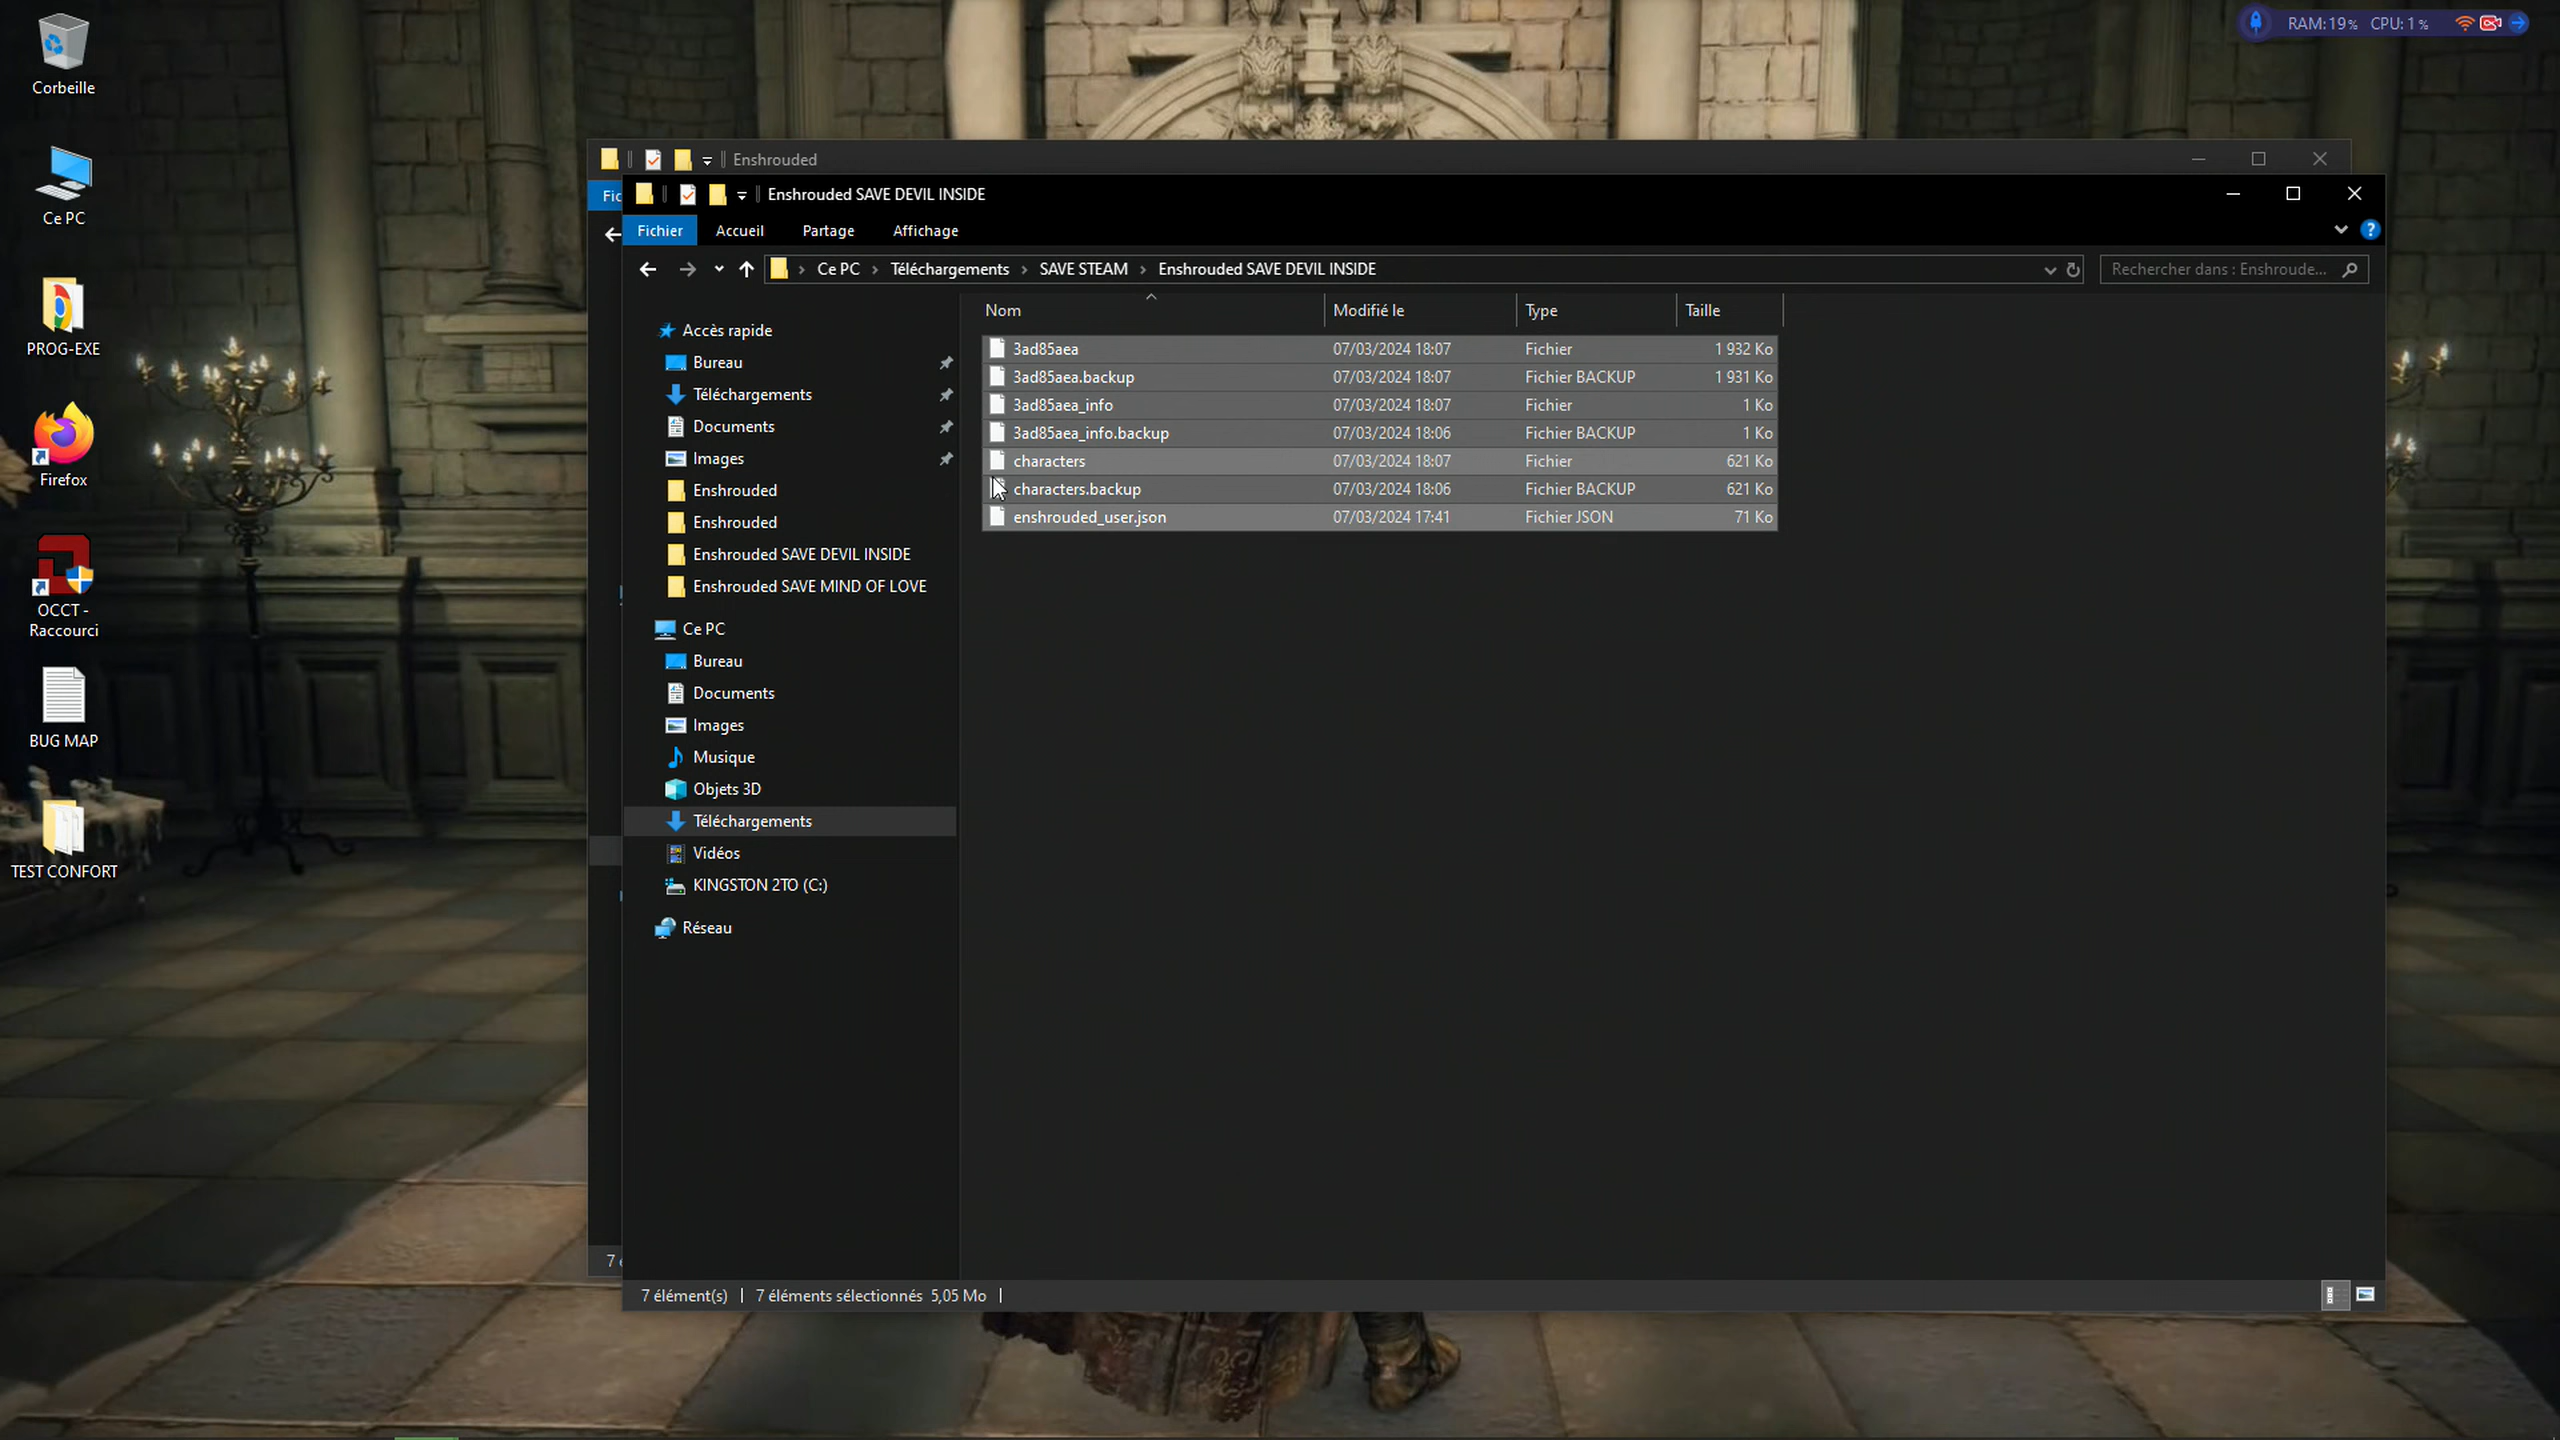 Corbeille
Ce PC
PROG-EXE
Firefox
OCCT -
Raccourci
BUG MAP
TEST CONFORT
RAM: 19% CPU: 1%
Enshrouded
Fic
Enshrouded SAVE DEVIL INSIDE
Fichier Accueil Partage Affichage
Ce PC Téléchargements SAVE STEAM Enshrouded SAVE DEVIL INSIDE
Rechercher dans : Enshroude...
Accès rapide
Bureau
Téléchargements
Documents
Images
Enshrouded
Enshrouded
Enshrouded SAVE DEVIL INSIDE
Enshrouded SAVE MIND OF LOVE
Ce PC
Bureau
Documents
Images
Musique
Objets 3D
Téléchargements
Vidéos
KINGSTON 2TO (C:)
Réseau
Nom Modifié le Type Taille
3ad85aea 07/03/2024 18:07 Fichier 1 932 Ko
3ad85aea.backup 07/03/2024 18:07 Fichier BACKUP 1 931 Ko
3ad85aea_info 07/03/2024 18:07 Fichier 1 Ko
3ad85aea_info.backup 07/03/2024 18:06 Fichier BACKUP 1 Ko
characters 07/03/2024 18:07 Fichier 621 Ko
characters.backup 07/03/2024 18:06 Fichier BACKUP 621 Ko
enshrouded_user.json 07/03/2024 17:41 Fichier JSON 71 Ko
7 é
7 élément(s) 7 éléments sélectionnés 5,05 Mo